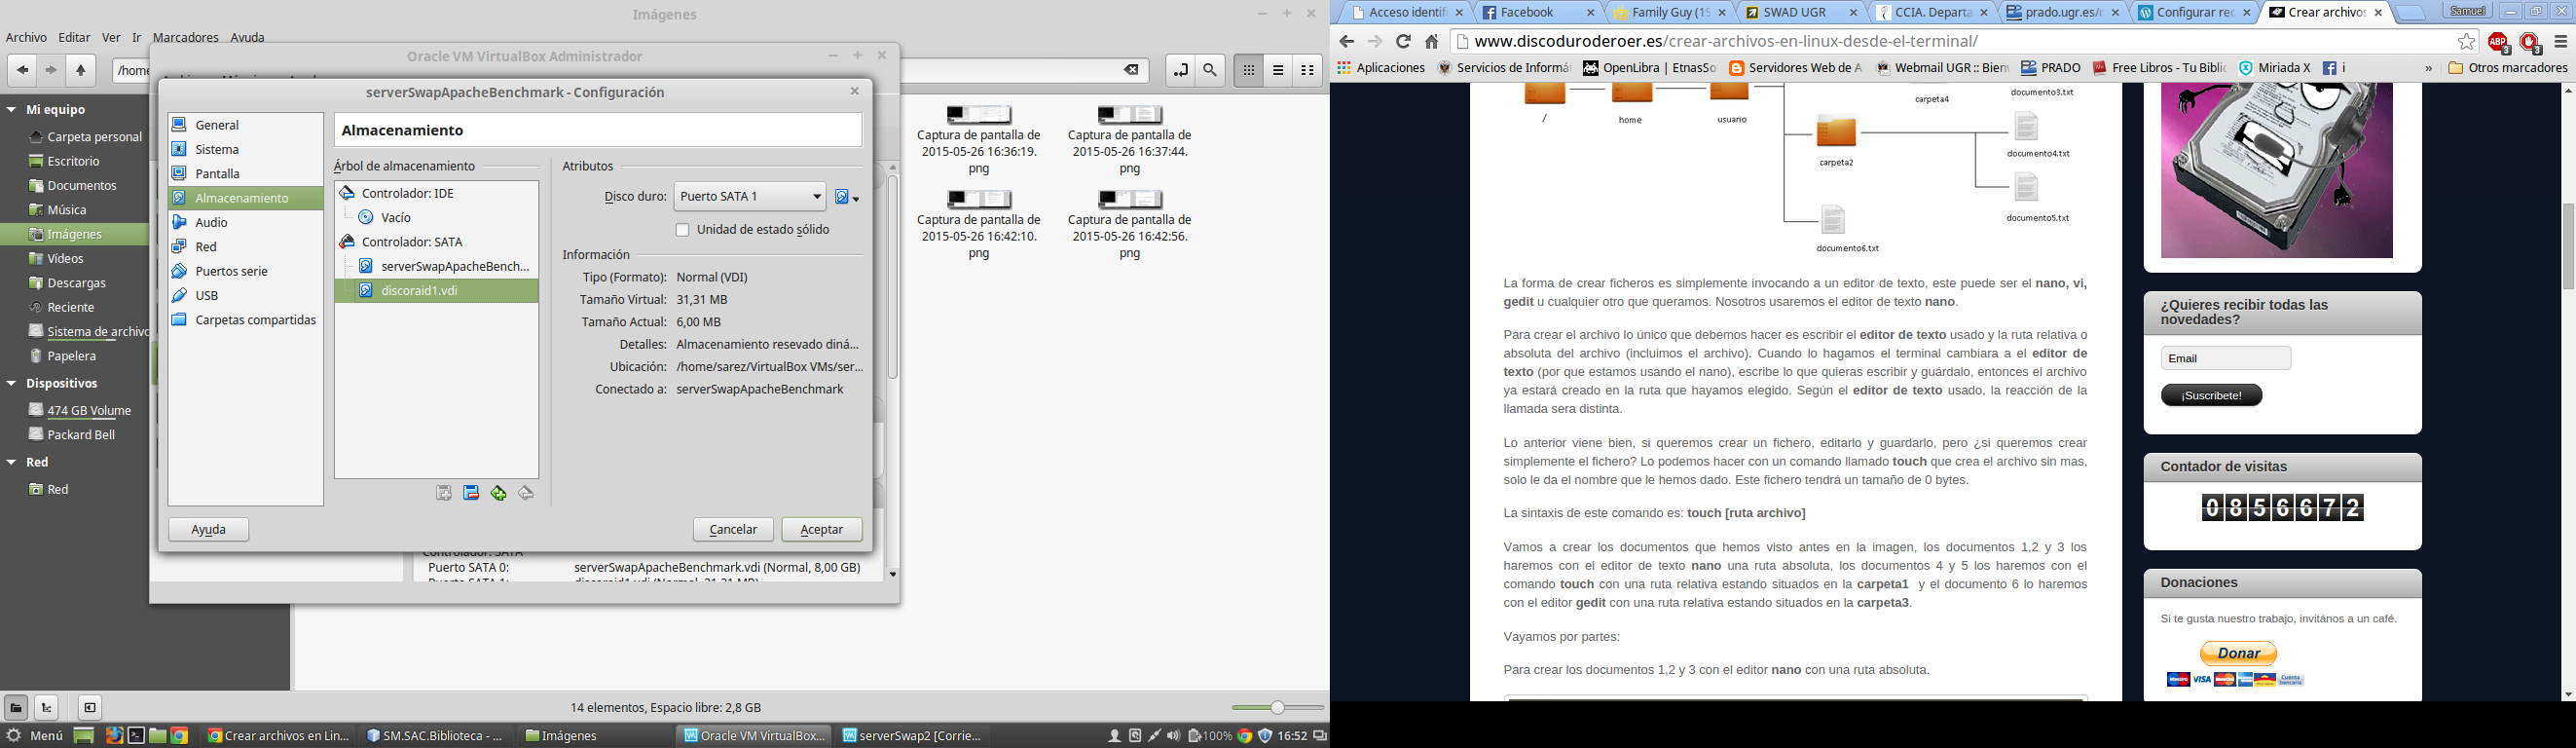 Imágenes
Archivo Editar Ver Ir Marcadores Ayuda
/home
Mi equipo
Carpeta personal
Escritorio
Documentos
Música
Imágenes
Vídeos
Descargas
Reciente
Sistema de archivo
Papelera
Dispositivos
474 GB Volume
Packard Bell
Red
Red
Oracle VM VirtualBox Administrador
serverSwapApacheBenchmark - Configuración
General
Sistema
Pantalla
Almacenamiento
Audio
Red
Puertos serie
USB
Carpetas compartidas
Almacenamiento
Árbol de almacenamiento
Controlador: IDE
Vacío
Controlador: SATA
serverSwapApacheBench...
discoraid1.vdi
Atributos
Disco duro: Puerto SATA 1
Unidad de estado sólido
Información
Tipo (Formato): Normal (VDI)
Tamaño Virtual: 31,31 MB
Tamaño Actual: 6,00 MB
Detalles: Almacenamiento resevado diná...
Ubicación: /home/sarez/VirtualBox VMs/ser...
Conectado a: serverSwapApacheBenchmark
Ayuda Cancelar Aceptar
Controlador: SATA
Puerto SATA 0: serverSwapApacheBenchmark.vdi (Normal, 8,00 GB)
Puerto SATA 1: discoraid1.vdi (Normal, 31,31 MB)
Captura de pantalla de
2015-05-26 16:36:19.
png
Captura de pantalla de
2015-05-26 16:37:44.
png
Captura de pantalla de
2015-05-26 16:42:10.
png
Captura de pantalla de
2015-05-26 16:42:56.
png
14 elementos, Espacio libre: 2,8 GB
Menú Crear archivos en Lin... SM.SAC.Biblioteca - ... Imágenes Oracle VM VirtualBox... serverSwap2 [Corrie... 100% 16:52
Acceso identifi Facebook Family Guy (19 SWAD UGR CCIA. Departa prado.ugr.es/m Configurar rec Crear archivos Samuel
www.discoduroderoer.es/crear-archivos-en-linux-desde-el-terminal/
ABP 3 3
Aplicaciones Servicios de Informá OpenLibra | EtnasSo Servidores Web de A Webmail UGR :: Bien PRADO Free Libros - Tu Biblio Miriada X i » Otros marcadores
/
home
usuario
carpeta4
documento3.txt
carpeta2
documento4.txt
documento5.txt
documento6.txt
La forma de crear ficheros es simplemente invocando a un editor de texto, este puede ser el nano, vi,
gedit u cualquier otro que queramos. Nosotros usaremos el editor de texto nano.
Para crear el archivo lo único que debemos hacer es escribir el editor de texto usado y la ruta relativa o
absoluta del archivo (incluimos el archivo). Cuando lo hagamos el terminal cambiara a el editor de
texto (por que estamos usando el nano), escribe lo que quieras escribir y guárdalo, entonces el archivo
ya estará creado en la ruta que hayamos elegido. Según el editor de texto usado, la reacción de la
llamada sera distinta.
Lo anterior viene bien, si queremos crear un fichero, editarlo y guardarlo, pero ¿si queremos crear
simplemente el fichero? Lo podemos hacer con un comando llamado touch que crea el archivo sin mas,
solo le da el nombre que le hemos dado. Este fichero tendrá un tamaño de 0 bytes.
La sintaxis de este comando es: touch [ruta archivo]
Vamos a crear los documentos que hemos visto antes en la imagen, los documentos 1,2 y 3 los
haremos con el editor de texto nano una ruta absoluta, los documentos 4 y 5 los haremos con el
comando touch con una ruta relativa estando situados en la carpeta1 y el documento 6 lo haremos
con el editor gedit con una ruta relativa estando situados en la carpeta3.
Vayamos por partes:
Para crear los documentos 1,2 y 3 con el editor nano con una ruta absoluta.
¿Quieres recibir todas las
novedades?
Email
¡Suscribete!
Contador de visitas
0856672
Donaciones
Si te gusta nuestro trabajo, invitános a un café.
Donar
Maestro VISA Cuenta bancaria